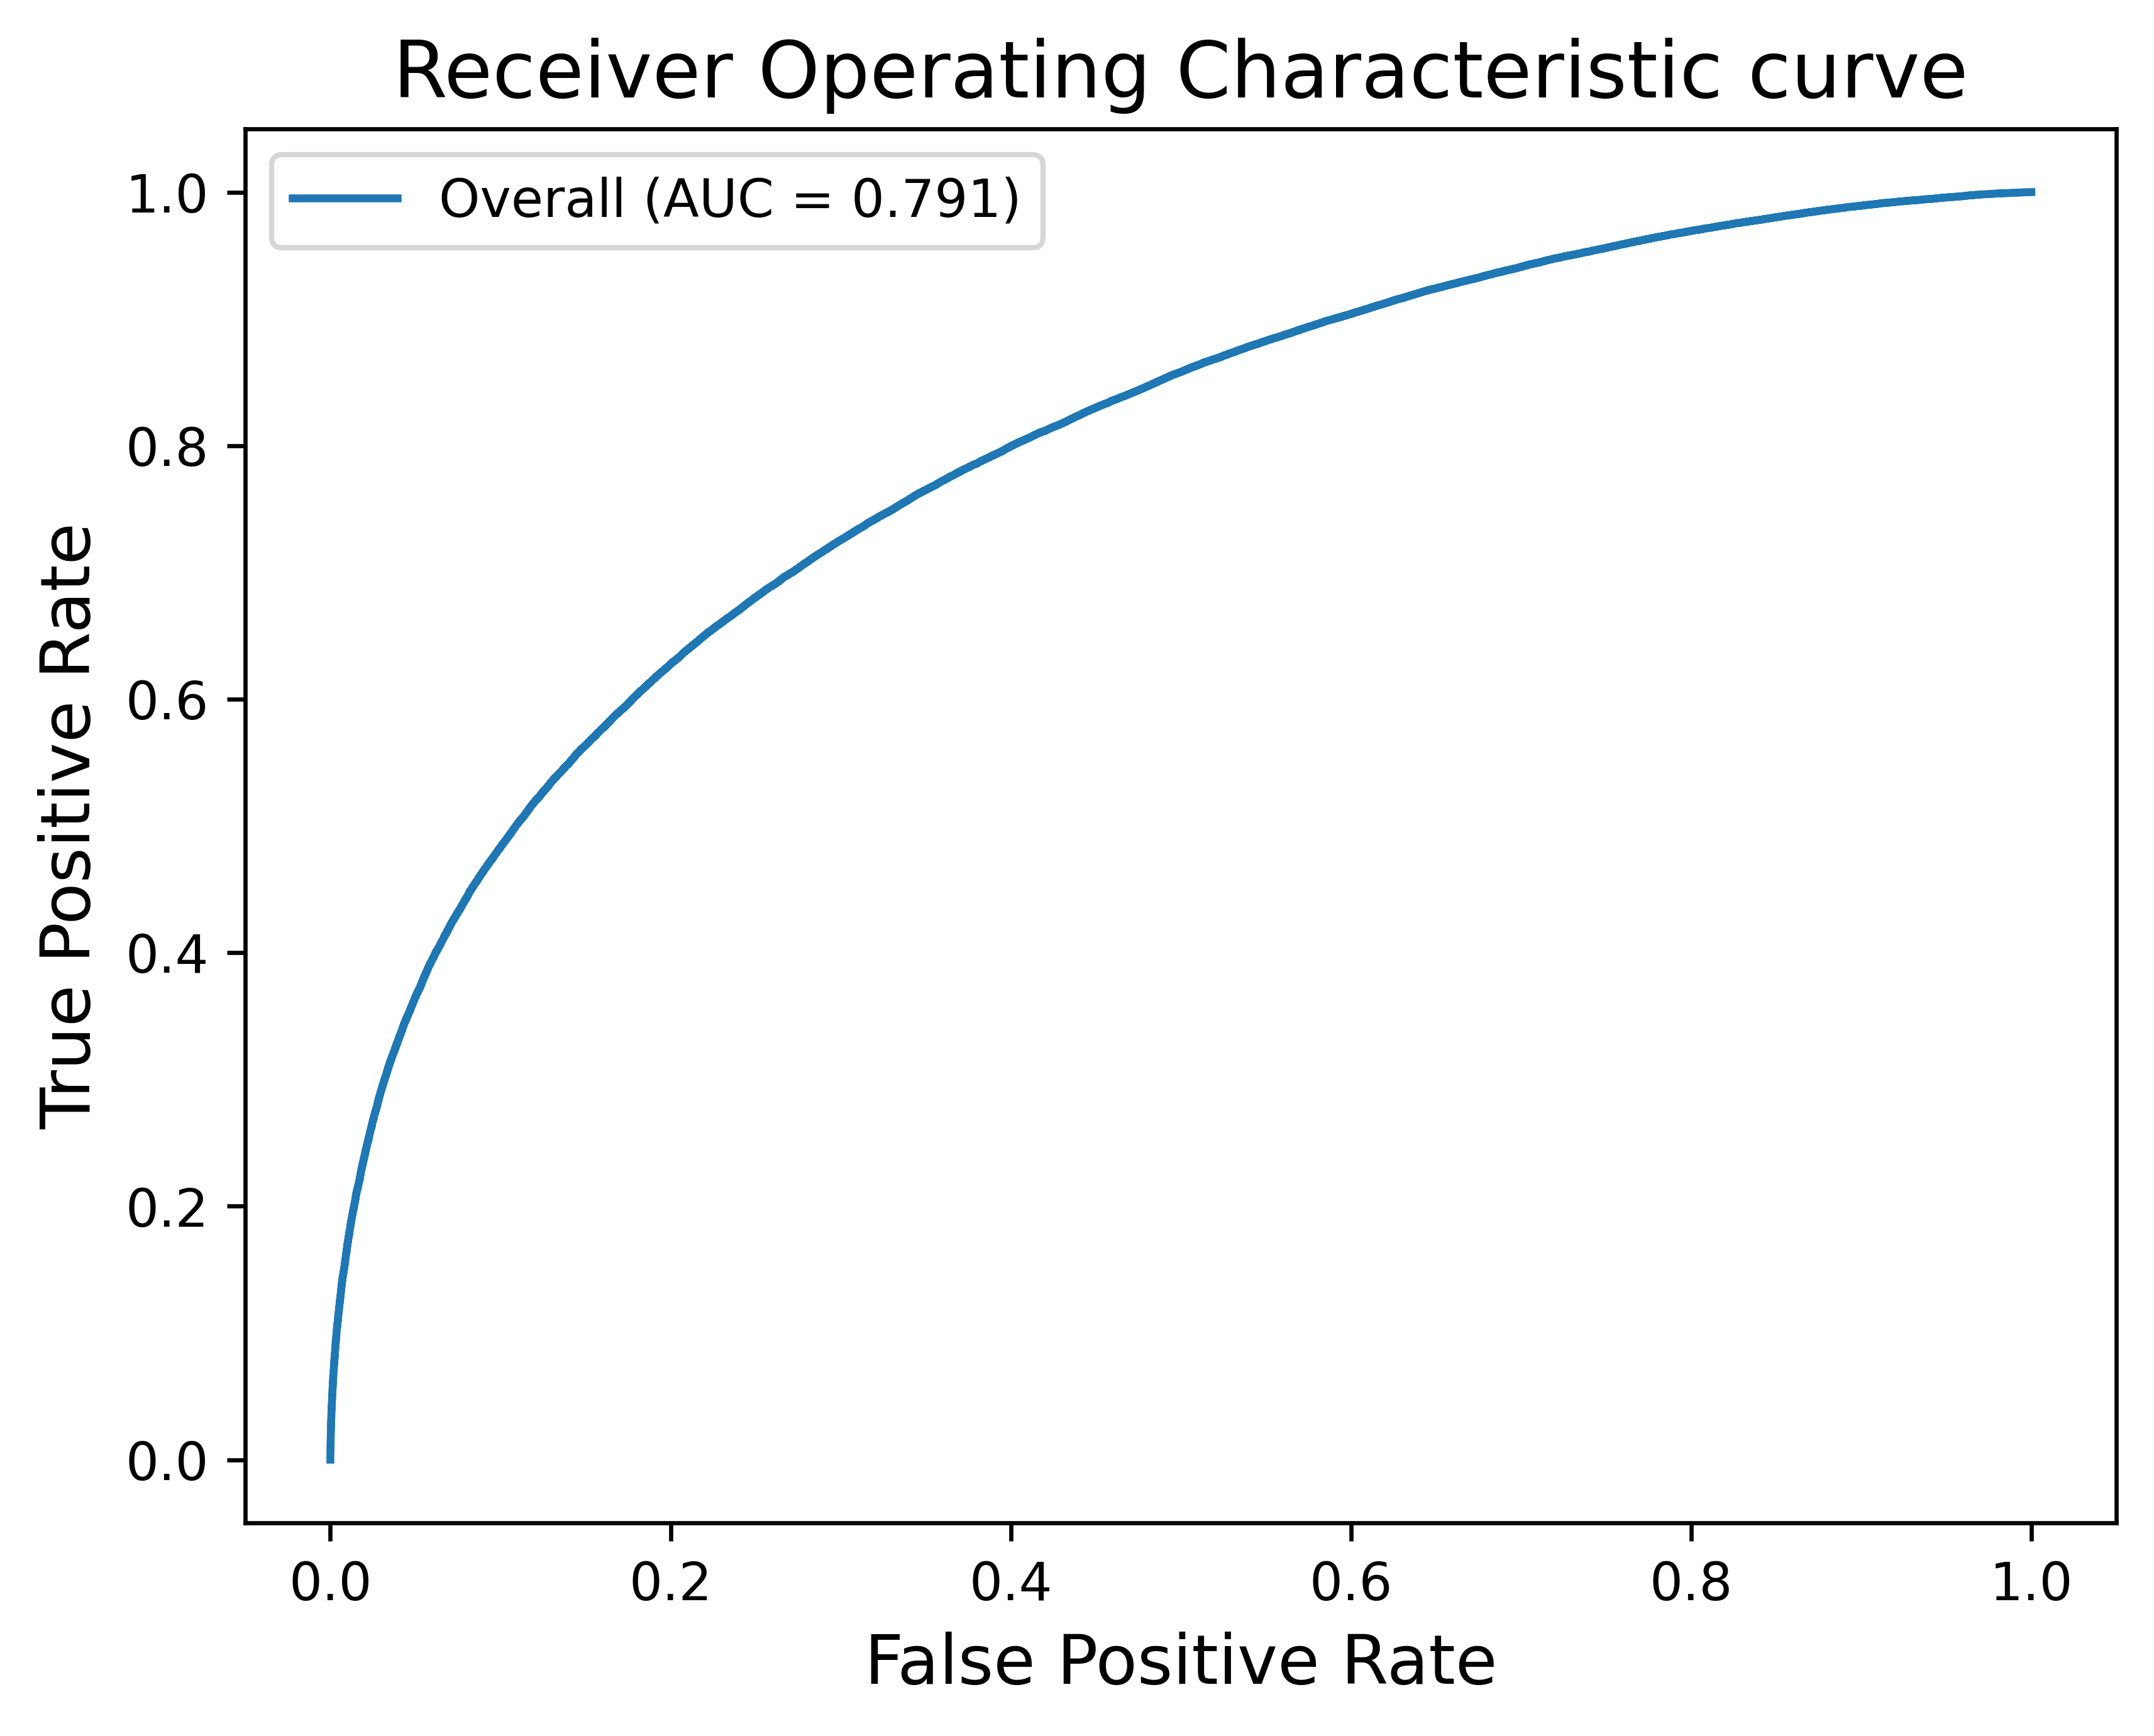 Receiver Operating Characteristic curve
Overall (AUC = 0.791)
True Positive Rate
1.0
0.8
0.6
0.4
0.2
0.0
0.0 0.2 0.4 0.6 0.8 1.0
False Positive Rate